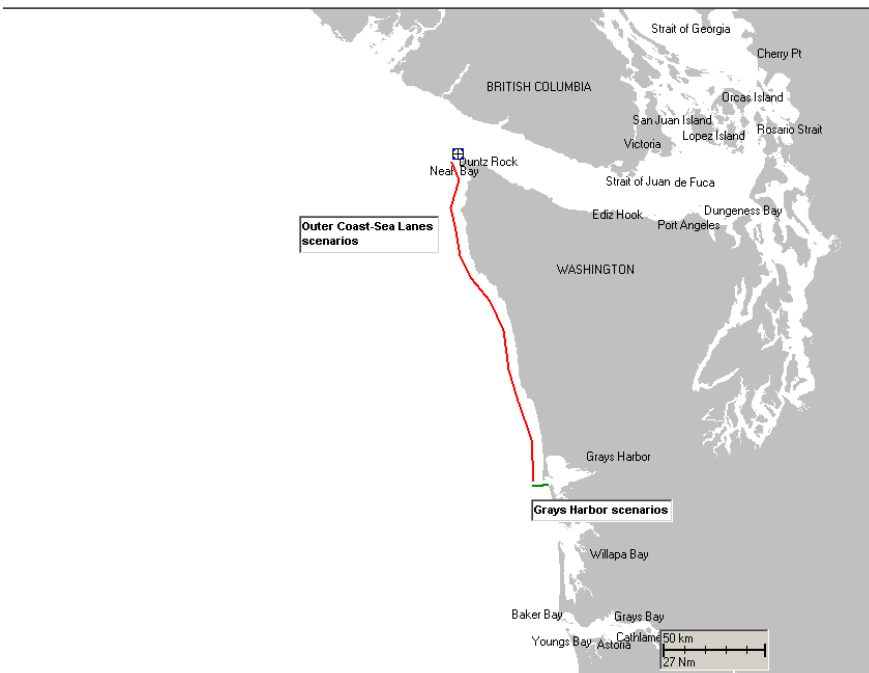 Strait of Georgia
Cherry Pt
BRITISH COLUMBIA
Orcas Island
San Juan Island
Lopez Island
Rosario Strait
Victoria
Duntz Rock
Neah Bay
Strait of Juan de Fuca
Ediz Hook
Dungeness Bay
Port Angeles
Outer Coast-Sea Lanes
scenarios
WASHINGTON
Grays Harbor
Grays Harbor scenarios
Willapa Bay
Baker Bay
Grays Bay
Youngs Bay
Astoria
Cathlame
50 km
27 Nm